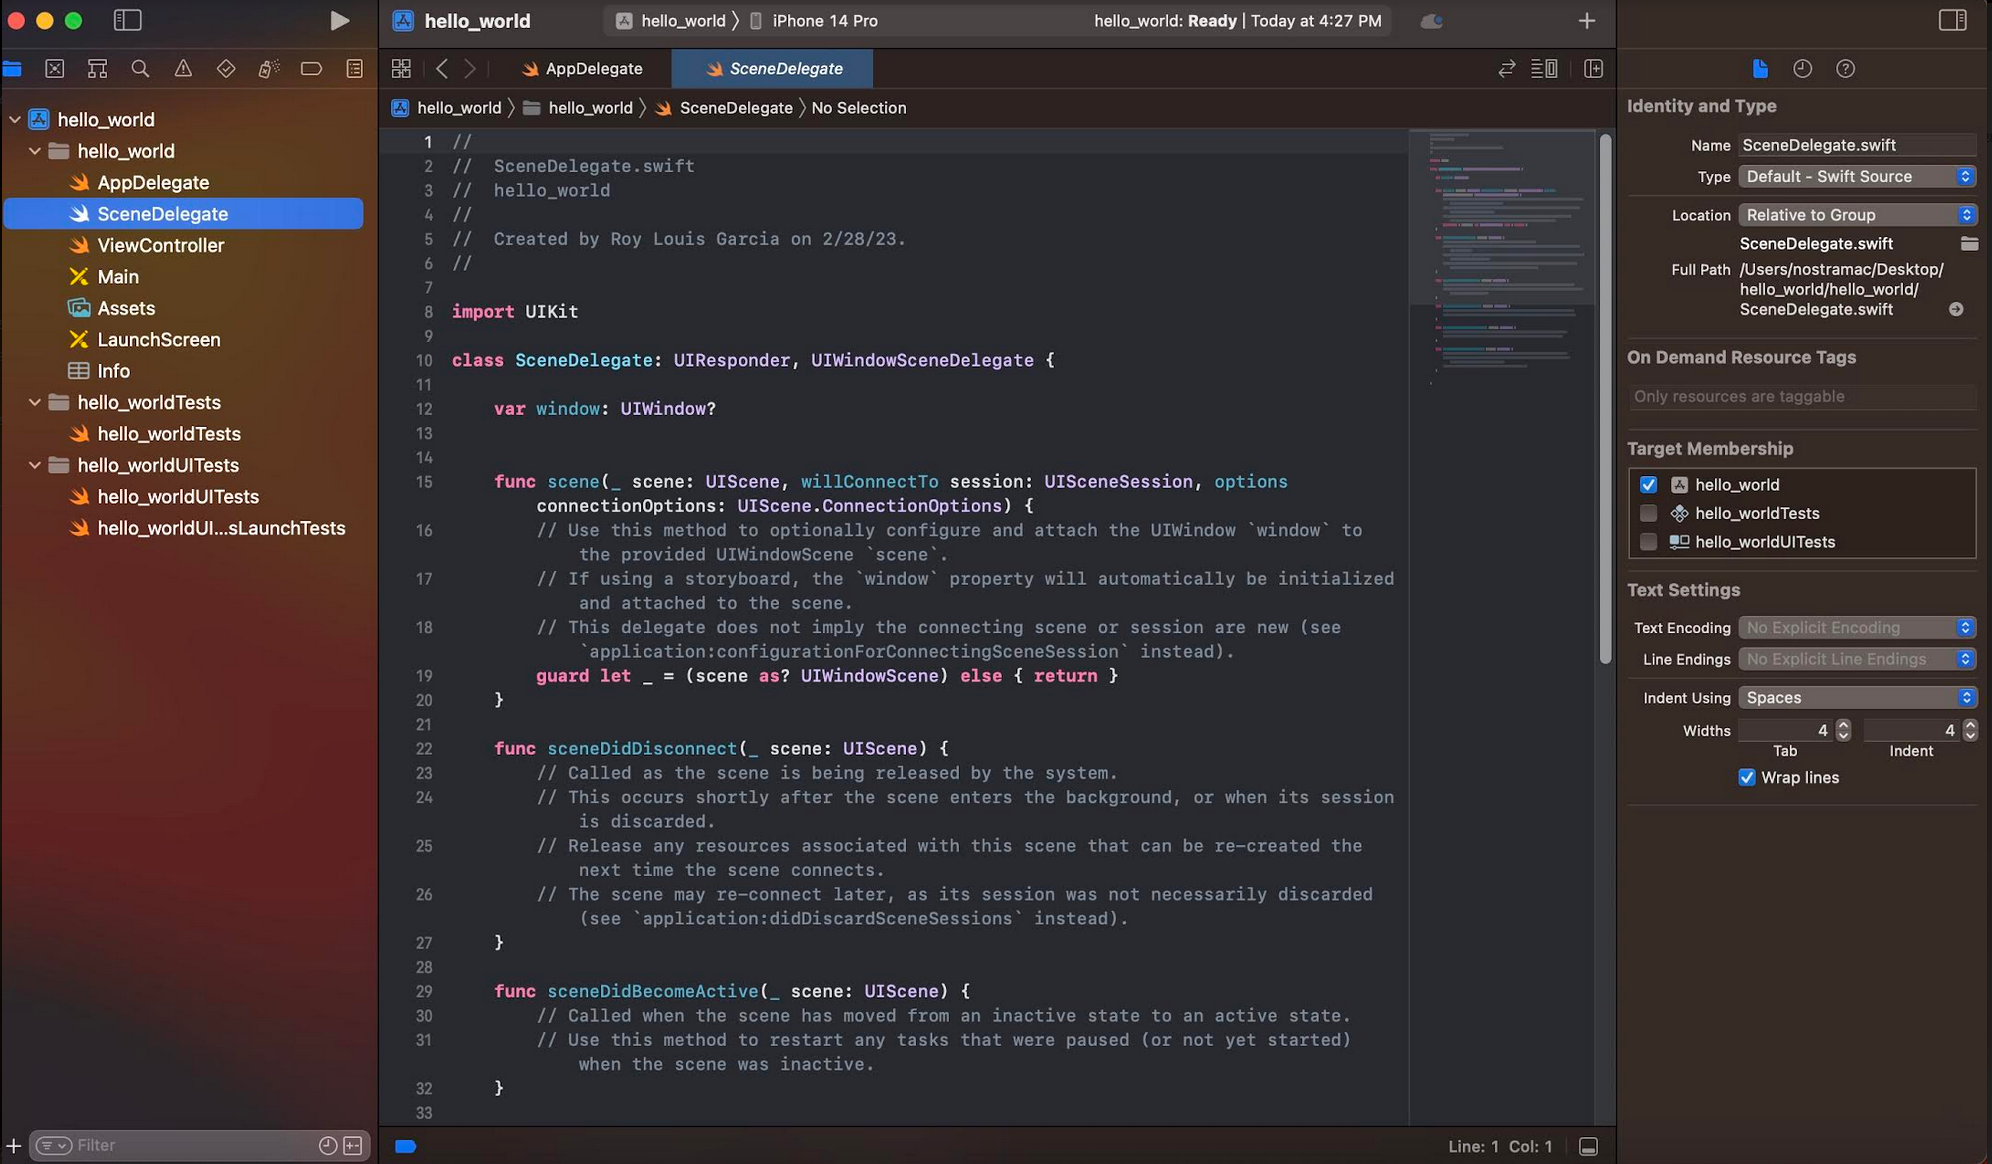 hello_world
hello_world 〉 iPhone 14 Pro
hello_world: Ready | Today at 4:27 PM
AppDelegate
SceneDelegate
hello_world 〉 hello_world 〉 SceneDelegate 〉 No Selection
hello_world
hello_world
AppDelegate
SceneDelegate
ViewController
Main
Assets
LaunchScreen
Info
hello_worldTests
hello_worldTests
hello_worldUITests
hello_worldUITests
hello_worldUI...sLaunchTests
Filter
1 //
2 //  SceneDelegate.swift
3 //  hello_world
4 //
5 //  Created by Roy Louis Garcia on 2/28/23.
6 //
7
8 import UIKit
9
10 class SceneDelegate: UIResponder, UIWindowSceneDelegate {
11
12     var window: UIWindow?
13
14
15     func scene(_ scene: UIScene, willConnectTo session: UISceneSession, options
connectionOptions: UIScene.ConnectionOptions) {
16         // Use this method to optionally configure and attach the UIWindow `window` to
the provided UIWindowScene `scene`.
17         // If using a storyboard, the `window` property will automatically be initialized
and attached to the scene.
18         // This delegate does not imply the connecting scene or session are new (see
`application:configurationForConnectingSceneSession` instead).
19         guard let _ = (scene as? UIWindowScene) else { return }
20     }
21
22     func sceneDidDisconnect(_ scene: UIScene) {
23         // Called as the scene is being released by the system.
24         // This occurs shortly after the scene enters the background, or when its session
is discarded.
25         // Release any resources associated with this scene that can be re-created the
next time the scene connects.
26         // The scene may re-connect later, as its session was not necessarily discarded
(see `application:didDiscardSceneSessions` instead).
27     }
28
29     func sceneDidBecomeActive(_ scene: UIScene) {
30         // Called when the scene has moved from an inactive state to an active state.
31         // Use this method to restart any tasks that were paused (or not yet started)
when the scene was inactive.
32     }
33
Line: 1  Col: 1
Identity and Type
Name SceneDelegate.swift
Type Default - Swift Source
Location Relative to Group
SceneDelegate.swift
Full Path /Users/nostramac/Desktop/
hello_world/hello_world/
SceneDelegate.swift
On Demand Resource Tags
Only resources are taggable
Target Membership
hello_world
hello_worldTests
hello_worldUITests
Text Settings
Text Encoding No Explicit Encoding
Line Endings No Explicit Line Endings
Indent Using Spaces
Widths 4 4
Tab Indent
Wrap lines